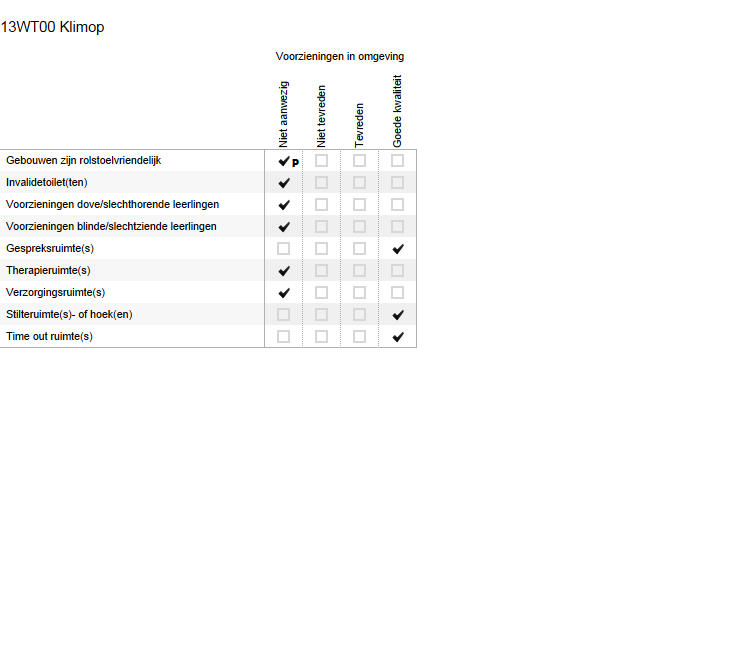 13WT00 Klimop
Voorzieningen in omgeving
Niet aanwezig
Niet tevreden
Tevreden
Goede kwaliteit
Gebouwen zijn rolstoelvriendelijk P
Invalidetoilet(ten)
Voorzieningen dove/slechthorende leerlingen
Voorzieningen blinde/slechtziende leerlingen
Gespreksruimte(s)
Therapieruimte(s)
Verzorgingsruimte(s)
Stilteruimte(s)- of hoek(en)
Time out ruimte(s)